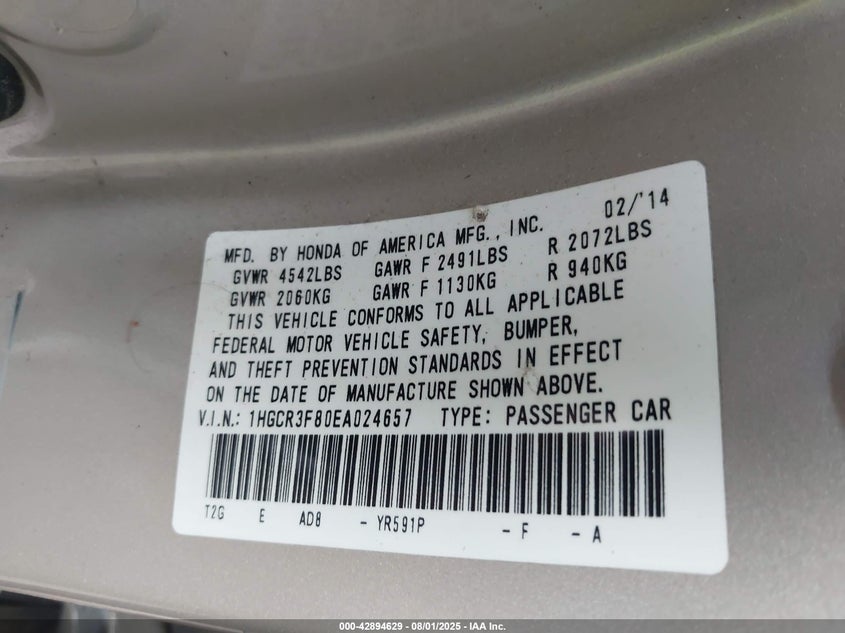 02/'14
MFD. BY HONDA OF AMERICA MFG., INC.
GVWR 4542LBS GAWR F 2491LBS R 2072LBS
GVWR 2060KG GAWR F 1130KG R 940KG
THIS VEHICLE CONFORMS TO ALL APPLICABLE
FEDERAL MOTOR VEHICLE SAFETY, BUMPER,
AND THEFT PREVENTION STANDARDS IN EFFECT
ON THE DATE OF MANUFACTURE SHOWN ABOVE.
V.I.N.: 1HGCR3F80EA024657 TYPE: PASSENGER CAR
T2G E AD8 - YR591P - F - A
000-42894629 - 08/01/2025 - IAA Inc.